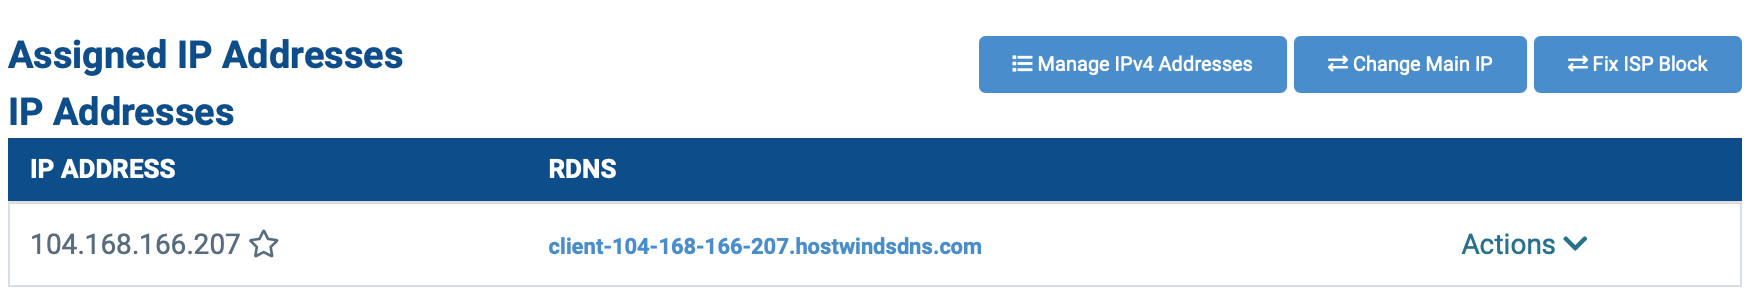 Assigned IP Addresses
Manage IPv4 Addresses
Change Main IP
Fix ISP Block
IP Addresses
IP ADDRESS RDNS
104.168.166.207 client-104-168-166-207.hostwindsdns.com Actions